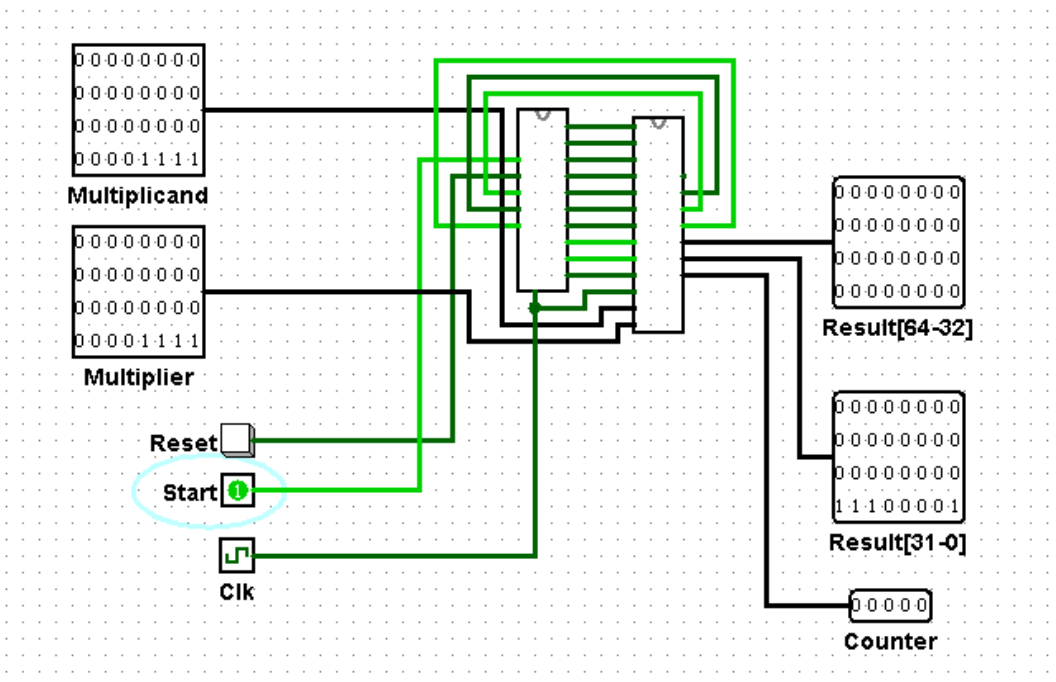 0 0 0 0 0 0 0 0
0 0 0 0 0 0 0 0
0 0 0 0 0 0 0 0
0 0 0 0 1 1 1 1
Multiplicand
0 0 0 0 0 0 0 0
0 0 0 0 0 0 0 0
0 0 0 0 0 0 0 0
0 0 0 0 1 1 1 1
Multiplier
Reset
Start 1
Clk
0 0 0 0 0 0 0 0
0 0 0 0 0 0 0 0
0 0 0 0 0 0 0 0
0 0 0 0 0 0 0 0
Result[64-32]
0 0 0 0 0 0 0 0
0 0 0 0 0 0 0 0
0 0 0 0 0 0 0 0
1 1 1 0 0 0 0 1
Result[31-0]
0 0 0 0 0
Counter